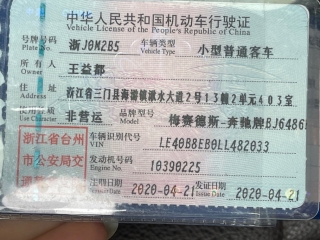 中华人民共和国机动车行驶证
Vehicle License of the People's Republic of China
号牌号码 浙J0M2B5 车辆类型 小型普通客车
Plate No. Vehicle Type
所有人 王益都
Owner
住址 浙江省三门县海游镇滨水大道2号13幢2单元403室
Address
使用性质 非营运 品牌型号 梅赛德斯-奔驰牌BJ6486
浙江省台州 车辆识别代号 LE40B8EB0LL482033
VIN
市公安局交 发动机号码 10390225
Engine No.
注册日期 2020-04-21 发证日期 2020-04-21
Issue Date